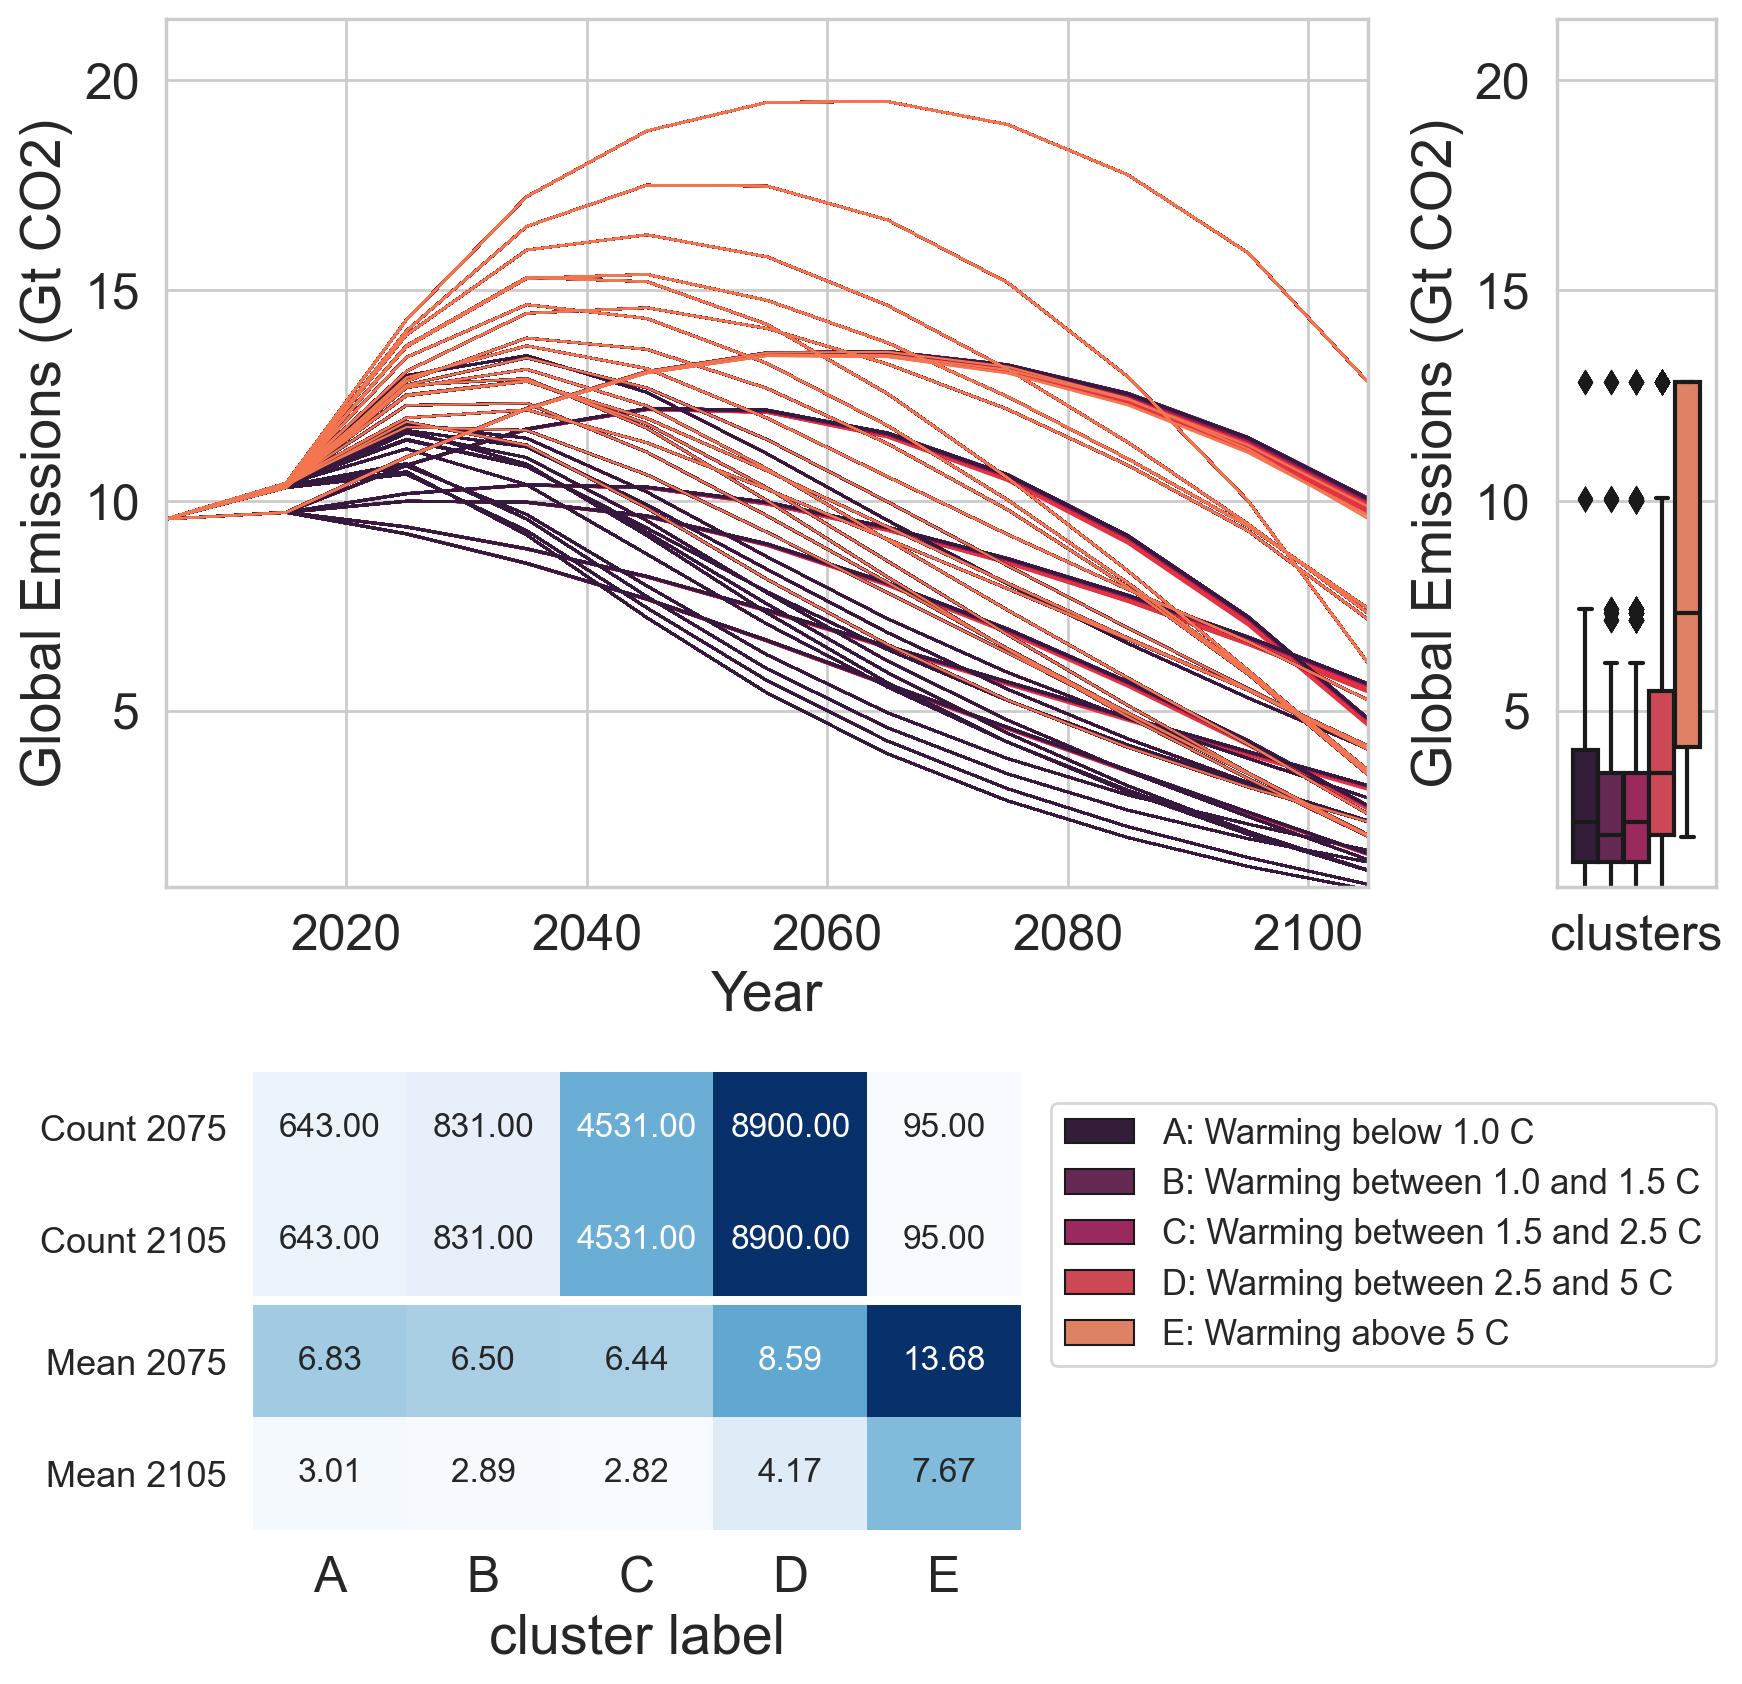 Global Emissions (Gt CO2)
20
15
10
5
2020 2040 2060 2080 2100
Year
Global Emissions (Gt CO2)
20
15
10
5
clusters
Count 2075 643.00 831.00 4531.00 8900.00 95.00
Count 2105 643.00 831.00 4531.00 8900.00 95.00
Mean 2075 6.83 6.50 6.44 8.59 13.68
Mean 2105 3.01 2.89 2.82 4.17 7.67
A B C D E
cluster label
A: Warming below 1.0 C
B: Warming between 1.0 and 1.5 C
C: Warming between 1.5 and 2.5 C
D: Warming between 2.5 and 5 C
E: Warming above 5 C